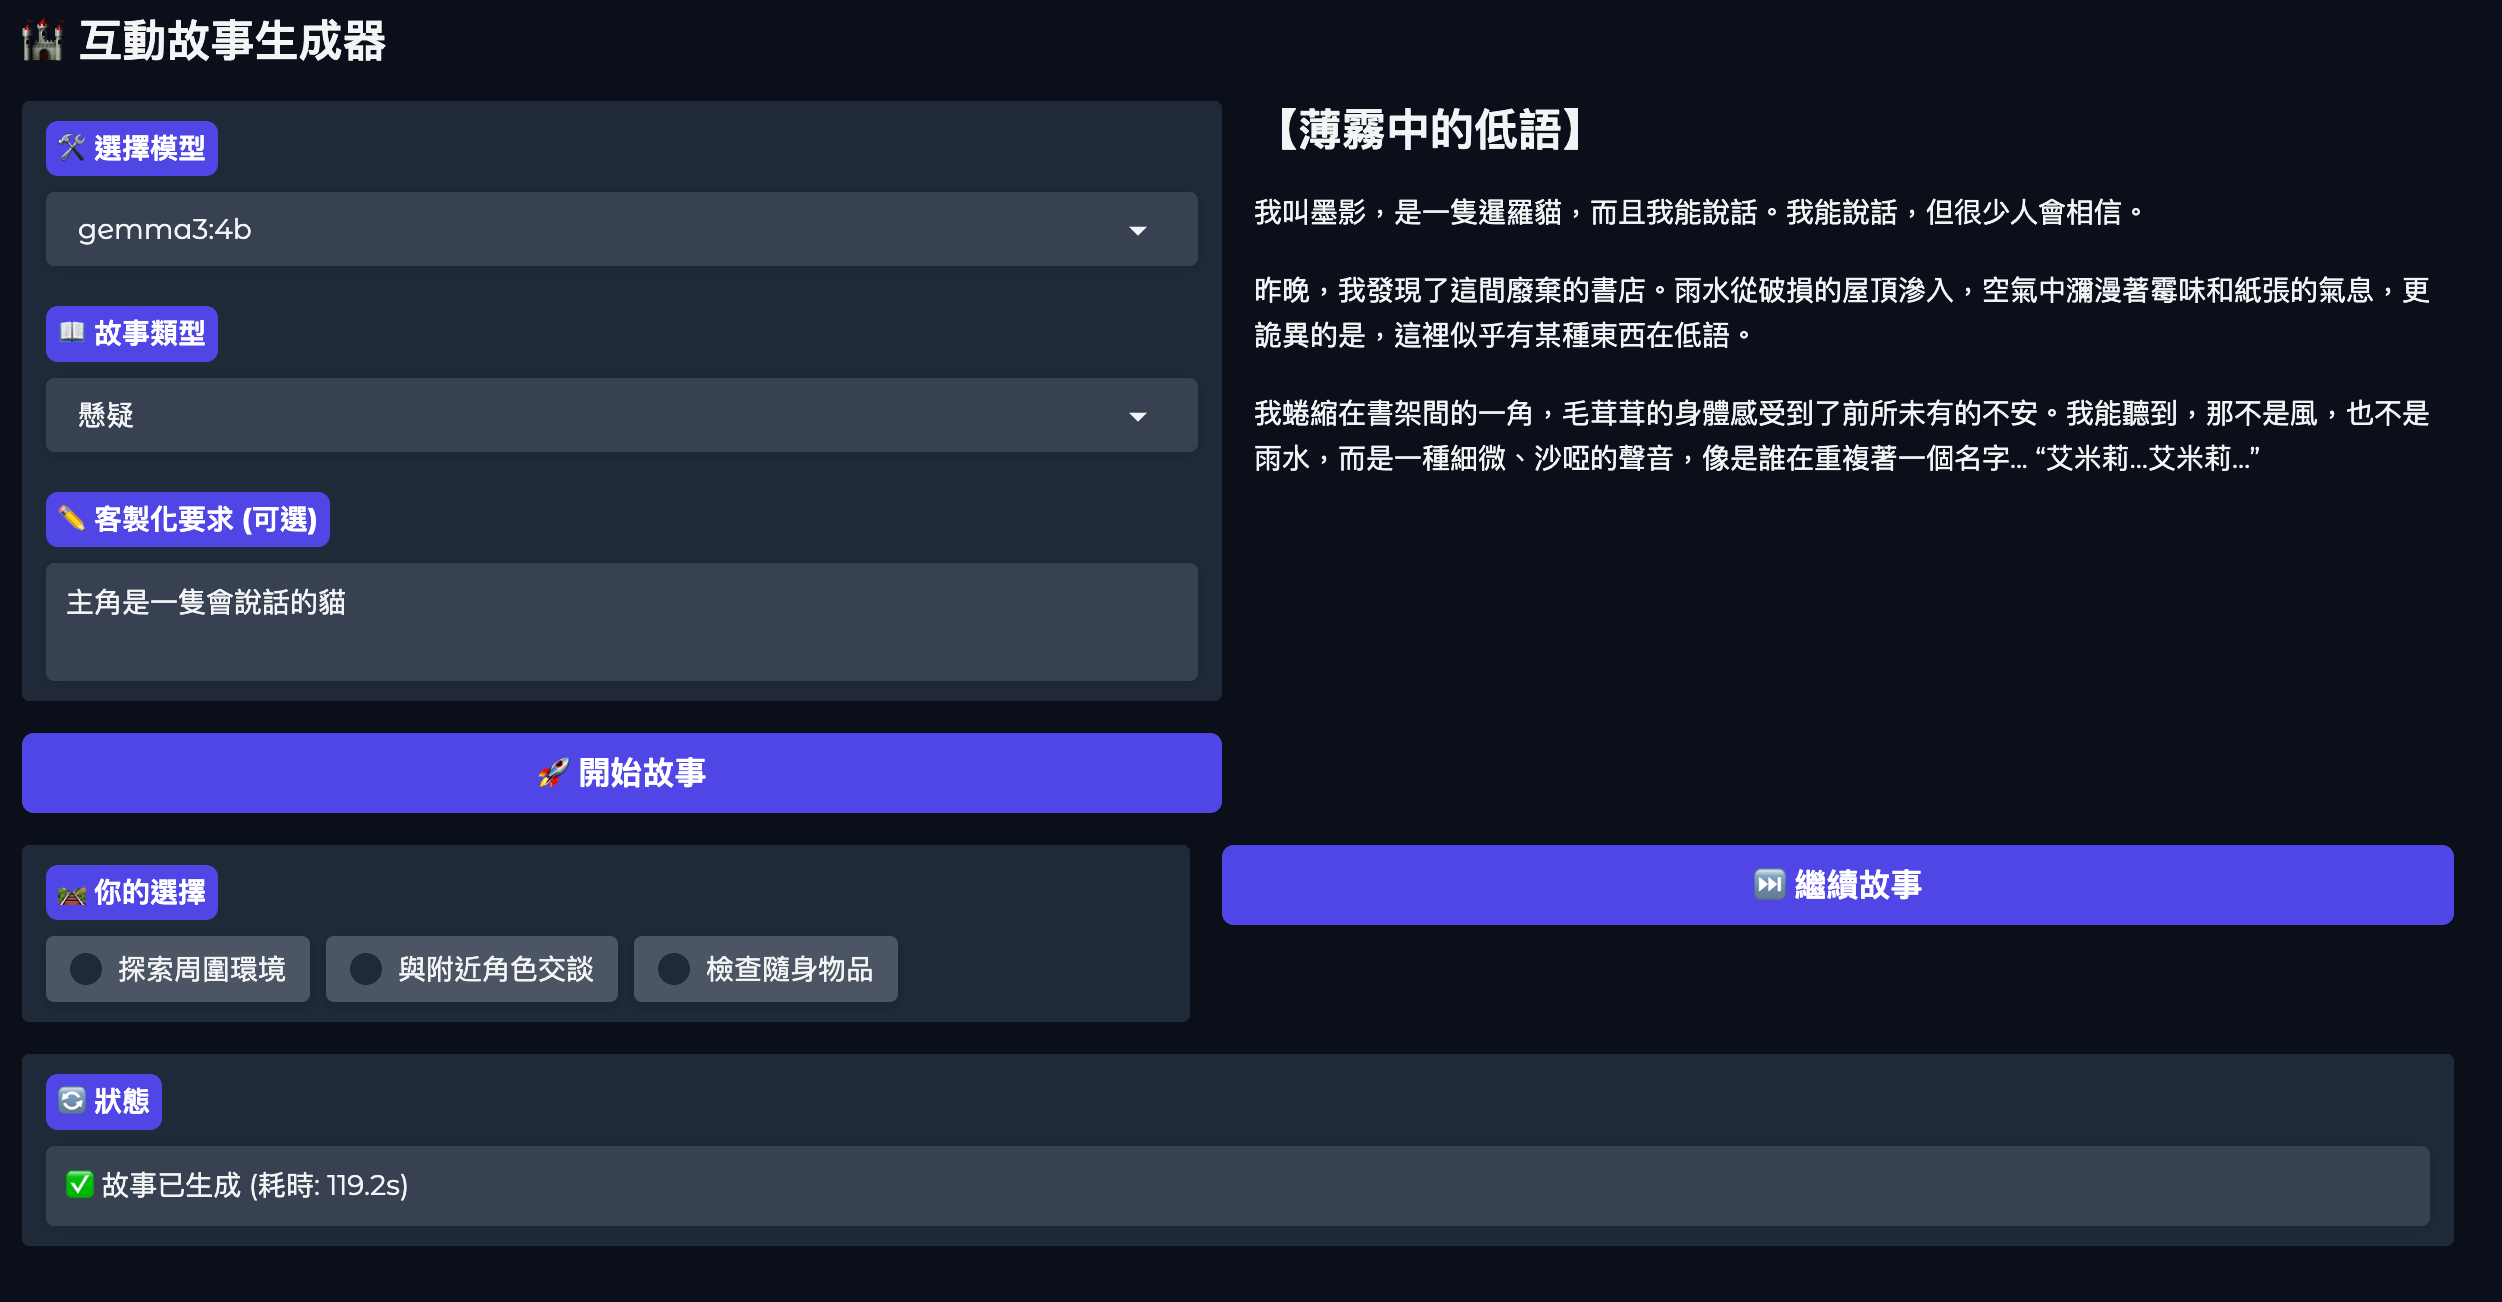 🏰 互動故事生成器
🛠️ 選擇模型
gemma3:4b
📖 故事類型
懸疑
✏️ 客製化要求 (可選)
主角是一隻會說話的貓
🚀 開始故事
【薄霧中的低語】
我叫墨影，是一隻暹羅貓，而且我能說話。我能說話，但很少人會相信。
昨晚，我發現了這間廢棄的書店。雨水從破損的屋頂滲入，空氣中瀰漫著霉味和紙張的氣息，更
詭異的是，這裡似乎有某種東西在低語。
我蜷縮在書架間的一角，毛茸茸的身體感受到了前所未有的不安。我能聽到，那不是風，也不是
雨水，而是一種細微、沙啞的聲音，像是誰在重複著一個名字... “艾米莉...艾米莉...”
🛤️ 你的選擇
探索周圍環境
與附近角色交談
檢查隨身物品
⏭️ 繼續故事
🔄 狀態
✅ 故事已生成 (耗時: 119.2s)